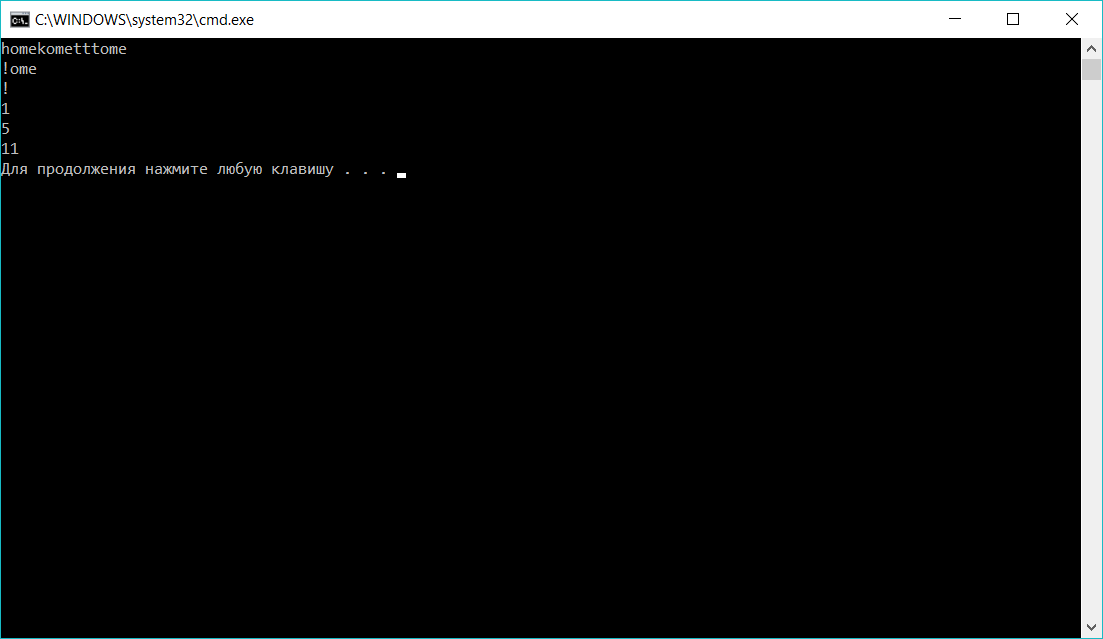 C:\WINDOWS\system32\cmd.exe
homekometttome
!ome
!
1
5
11
Для продолжения нажмите любую клавишу . . .